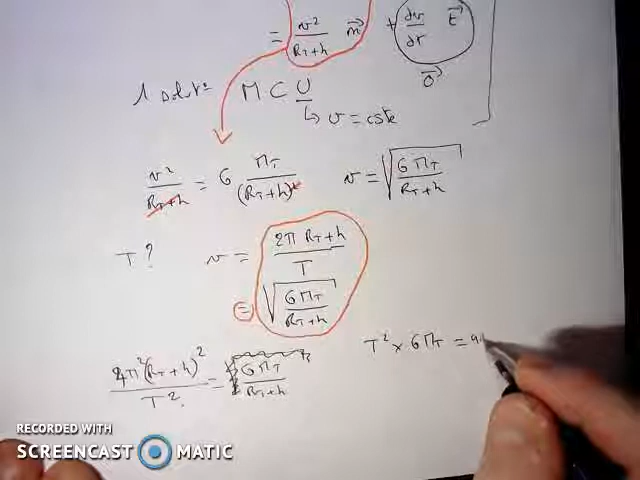 = v²/(R_T+h) n⃗ + dv/dt t⃗
0⃗
1 solut° MCU
↳ v = cste
v²/(R_T+h) = G M_T/(R_T+h)² v = √(G M_T/(R_T+h))
T ? v = 2π R_T+h / T
= √(G M_T/(R_T+h))
T² × G M_T = 4
4π²(R_T+h)²/T² = G M_T/(R_T+h)
RECORDED WITH
SCREENCAST MATIC